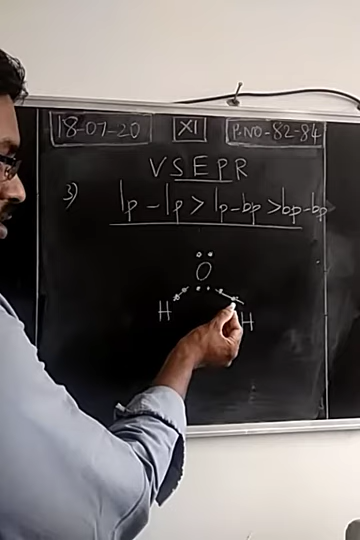 18-07-20 XI P.NO-82-84
VSEPR
3) lp-lp > lp-bp > bp-bp
O
H H